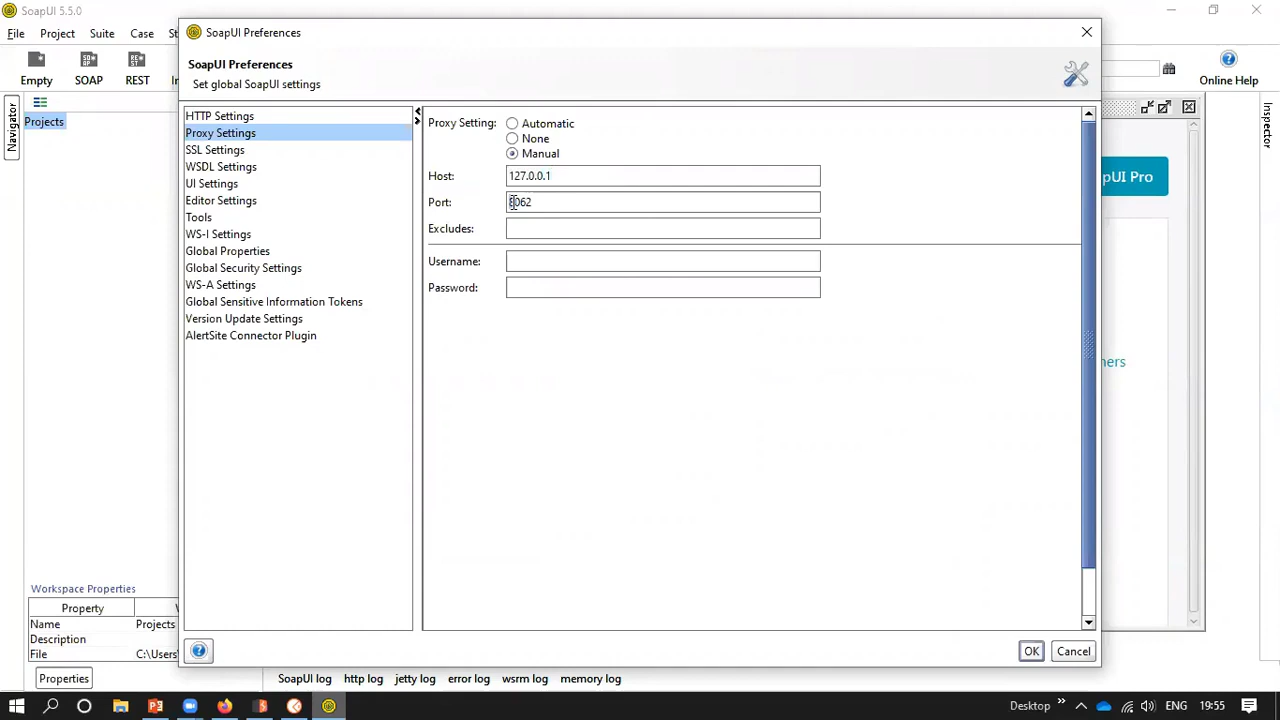 SoapUI 5.5.0
File Project Suite Case
Empty SOAP REST
Online Help
Navigator
Projects
Inspector
SoapUI Preferences
SoapUI Preferences
Set global SoapUI settings
HTTP Settings
Proxy Settings
SSL Settings
WSDL Settings
UI Settings
Editor Settings
Tools
WS-I Settings
Global Properties
Global Security Settings
WS-A Settings
Global Sensitive Information Tokens
Version Update Settings
AlertSite Connector Plugin
Proxy Setting: Automatic
None
Manual
Host: 127.0.0.1
Port: 8062
Excludes:
Username:
Password:
OK Cancel
pUI Pro
ners
Workspace Properties
Property V
Name Projects
Description
File C:\Users\
Properties
SoapUI log http log jetty log error log wsrm log memory log
Desktop ENG 19:55